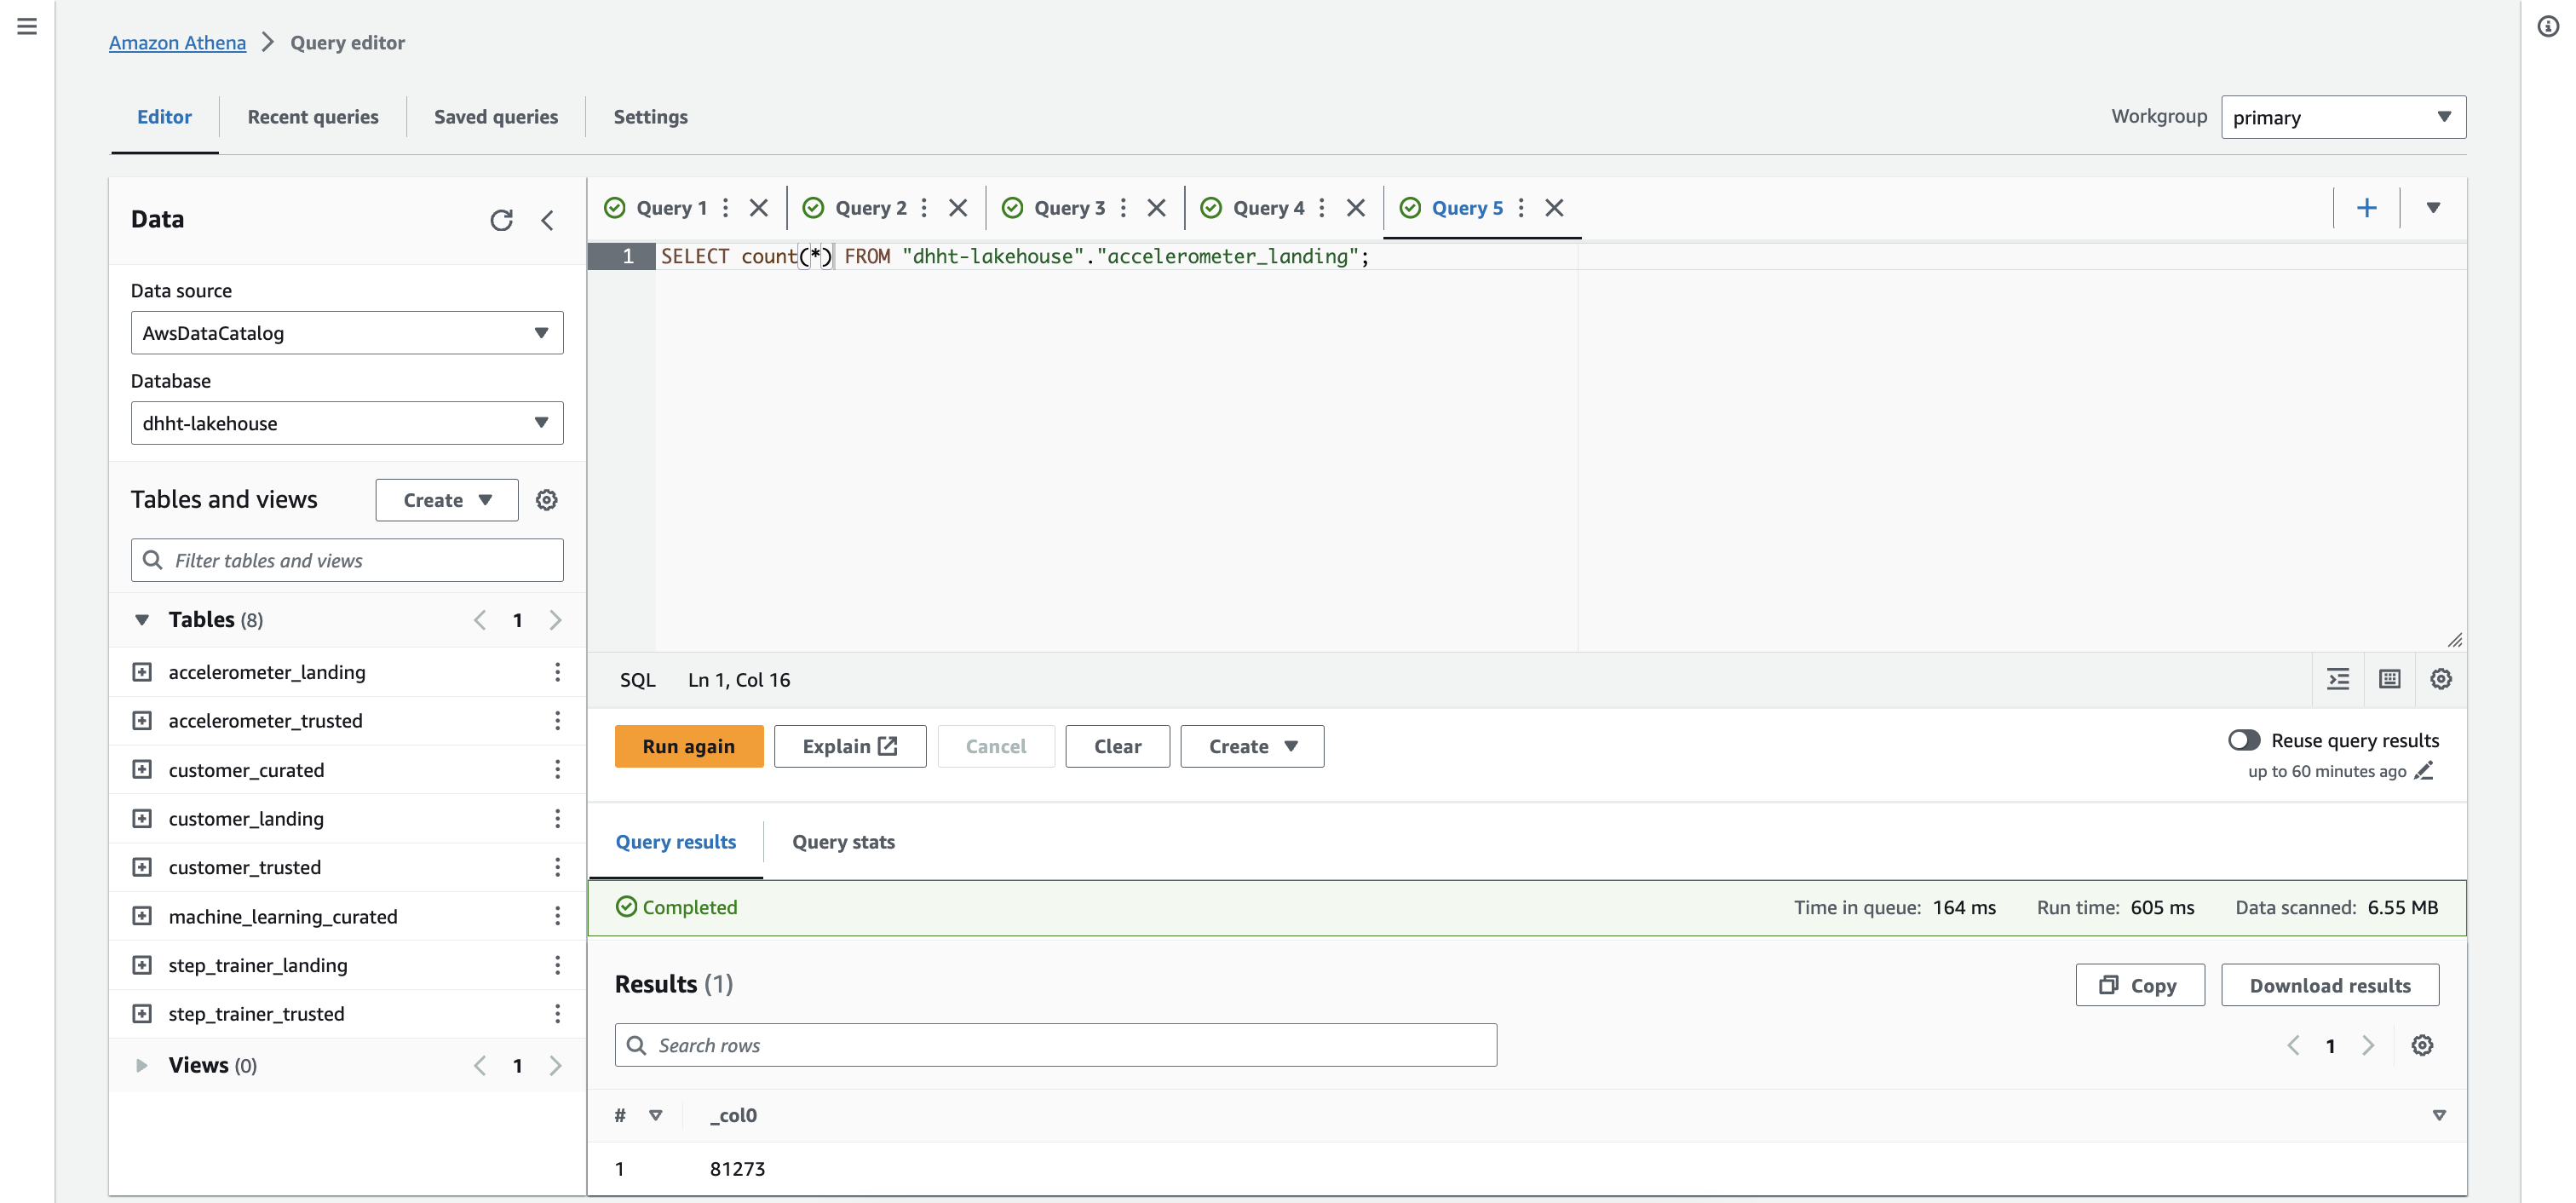 Amazon Athena > Query editor
Editor
Recent queries
Saved queries
Settings
Workgroup
primary
Data
Data source
AwsDataCatalog
Database
dhht-lakehouse
Tables and views
Create
Filter tables and views
Tables (8)
1
accelerometer_landing
accelerometer_trusted
customer_curated
customer_landing
customer_trusted
machine_learning_curated
step_trainer_landing
step_trainer_trusted
Views (0)
1
Query 1
Query 2
Query 3
Query 4
Query 5
1 SELECT count(*) FROM "dhht-lakehouse"."accelerometer_landing";
SQL Ln 1, Col 16
Run again
Explain
Cancel
Clear
Create
Reuse query results
up to 60 minutes ago
Query results
Query stats
Completed
Time in queue: 164 ms
Run time: 605 ms
Data scanned: 6.55 MB
Results (1)
Copy
Download results
Search rows
1
# _col0
1 81273